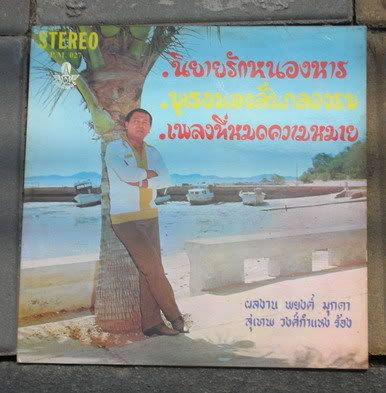 STEREO
P.M. 027
.นิยายรักหนองหาร
.เพลงที่หมดความหมาย
ผลงาน พยงค์ มุกดา
สุเทพ วงศ์กำแหง ร้อง